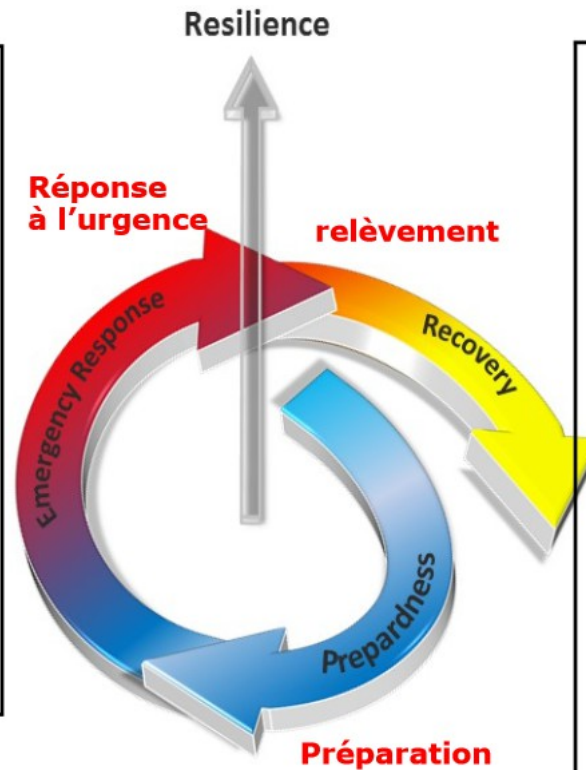 Resilience
Réponse
à l'urgence
relèvement
Emergency Response
Recovery
Prepardness
Préparation